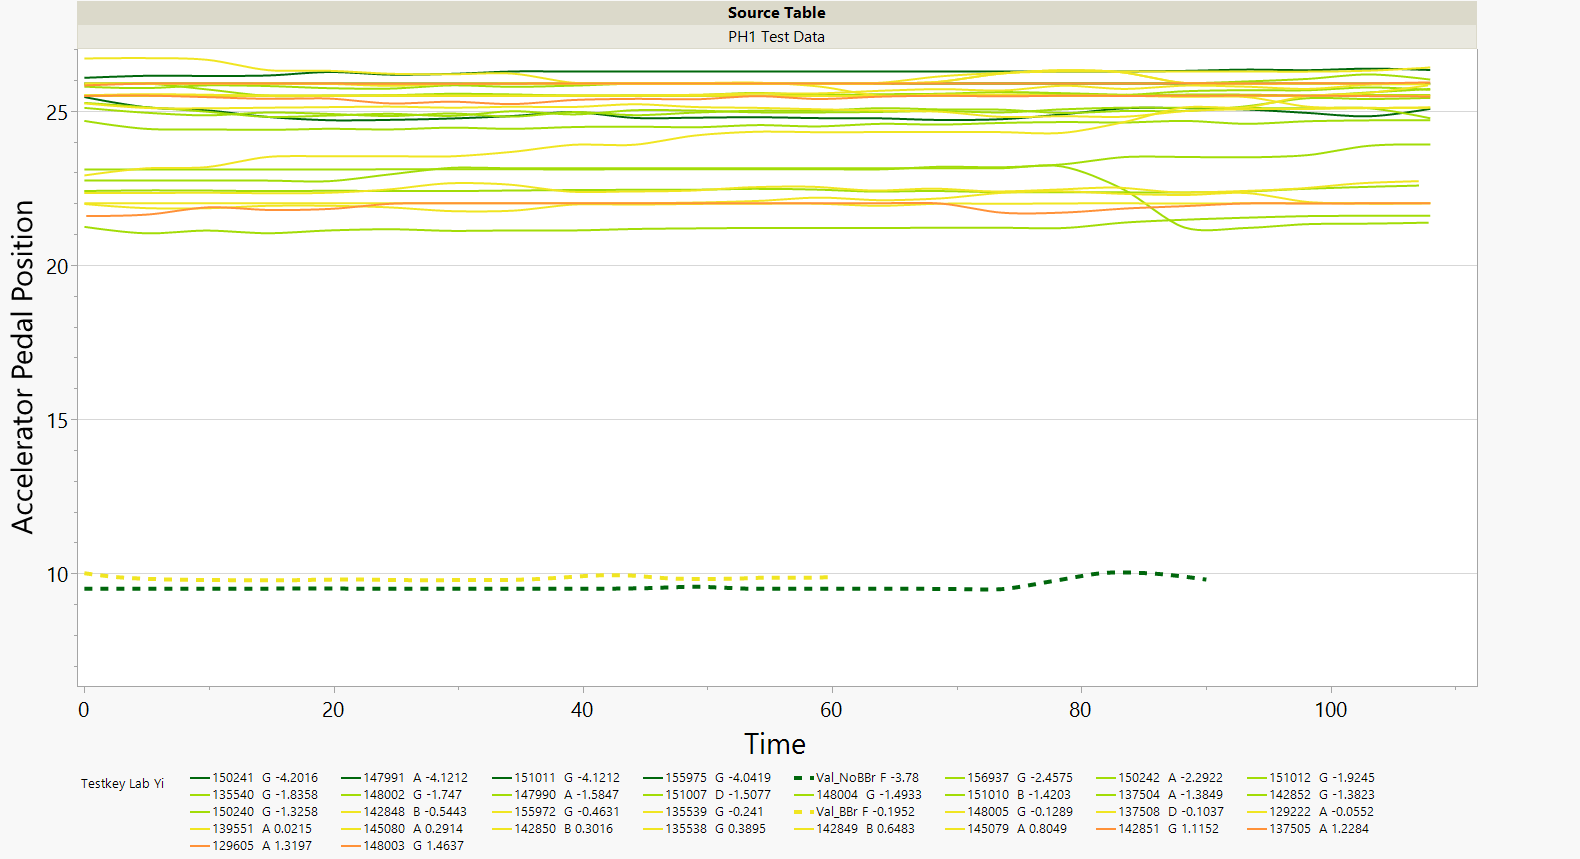 Source Table
PH1 Test Data
Accelerator Pedal Position
25
20
15
10
0 20 40 60 80 100
Time
Testkey Lab Yi
150241 G -4.2016 147991 A -4.1212 151011 G -4.1212 155975 G -4.0419 Val_NoBBr F -3.78 156937 G -2.4575 150242 A -2.2922 151012 G -1.9245
135540 G -1.8358 148002 G -1.747 147990 A -1.5847 151007 D -1.5077 148004 G -1.4933 151010 B -1.4203 137504 A -1.3849 142852 G -1.3823
150240 G -1.3258 142848 B -0.5443 155972 G -0.4631 135539 G -0.241 Val_BBr F -0.1952 148005 G -0.1289 137508 D -0.1037 129222 A -0.0552
139551 A 0.0215 145080 A 0.2914 142850 B 0.3016 135538 G 0.3895 142849 B 0.6483 145079 A 0.8049 142851 G 1.1152 137505 A 1.2284
129605 A 1.3197 148003 G 1.4637